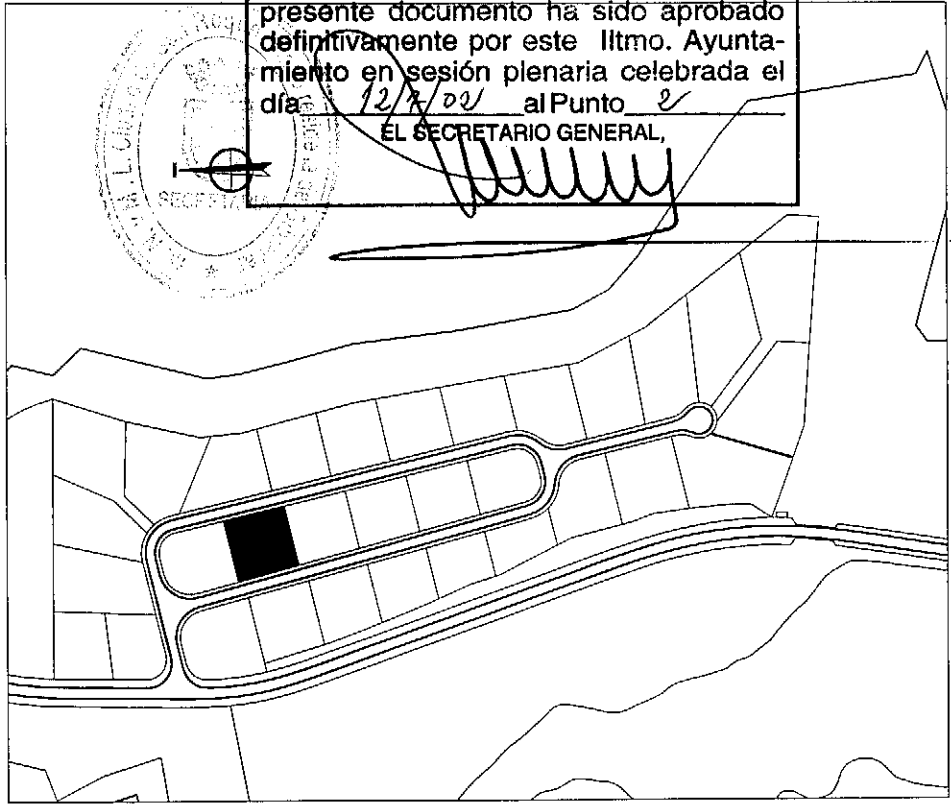 presente documento ha sido aprobado
definitivamente por este Iltmo. Ayunta-
miento en sesión plenaria celebrada el
día 12/7/02 al Punto 2
EL SECRETARIO GENERAL,
SECRETARIA